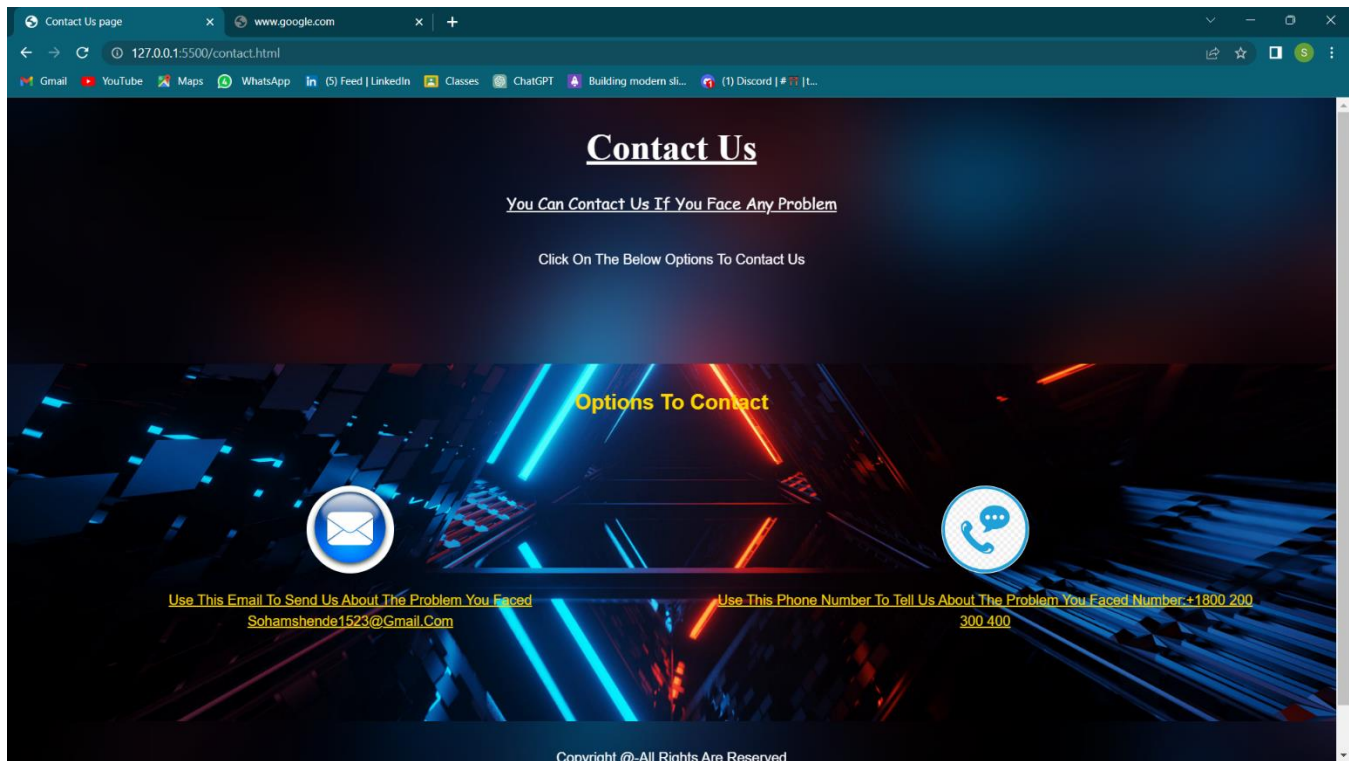 Contact Us page
www.google.com
127.0.0.1:5500/contact.html
S
Gmail YouTube Maps WhatsApp (5) Feed | LinkedIn Classes ChatGPT Building modern sli... (1) Discord | #
Contact Us
You Can Contact Us If You Face Any Problem
Click On The Below Options To Contact Us
Options To Contact
Use This Email To Send Us About The Problem You Faced
Sohamshende1523@Gmail.Com
Use This Phone Number To Tell Us About The Problem You Faced Number:+1800 200
300 400
Copyright @-All Rights Are Reserved